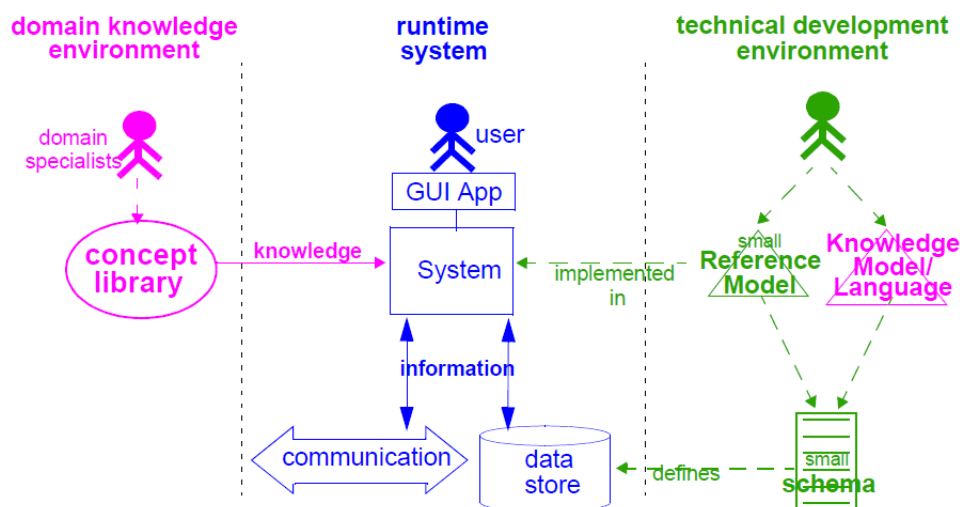 domain knowledge
environment
runtime
system
technical development
environment
domain
specialists
user
GUI App
concept
library
knowledge
System
implemented
in
small
Reference
Model
Knowledge
Model/
Language
information
communication
data
store
defines
small
schema